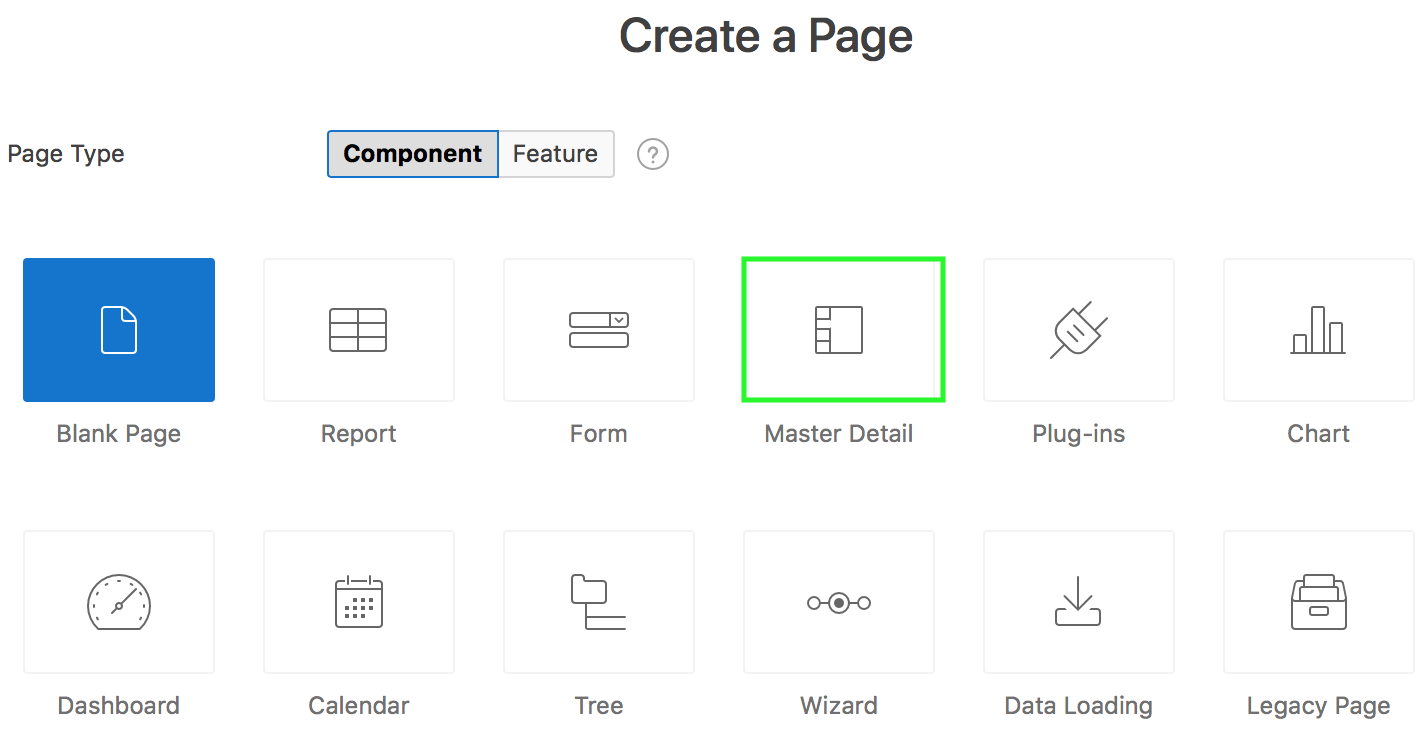 Create a Page
Page Type
Component Feature ?
Blank Page Report Form Master Detail Plug-ins Chart
Dashboard Calendar Tree Wizard Data Loading Legacy Page